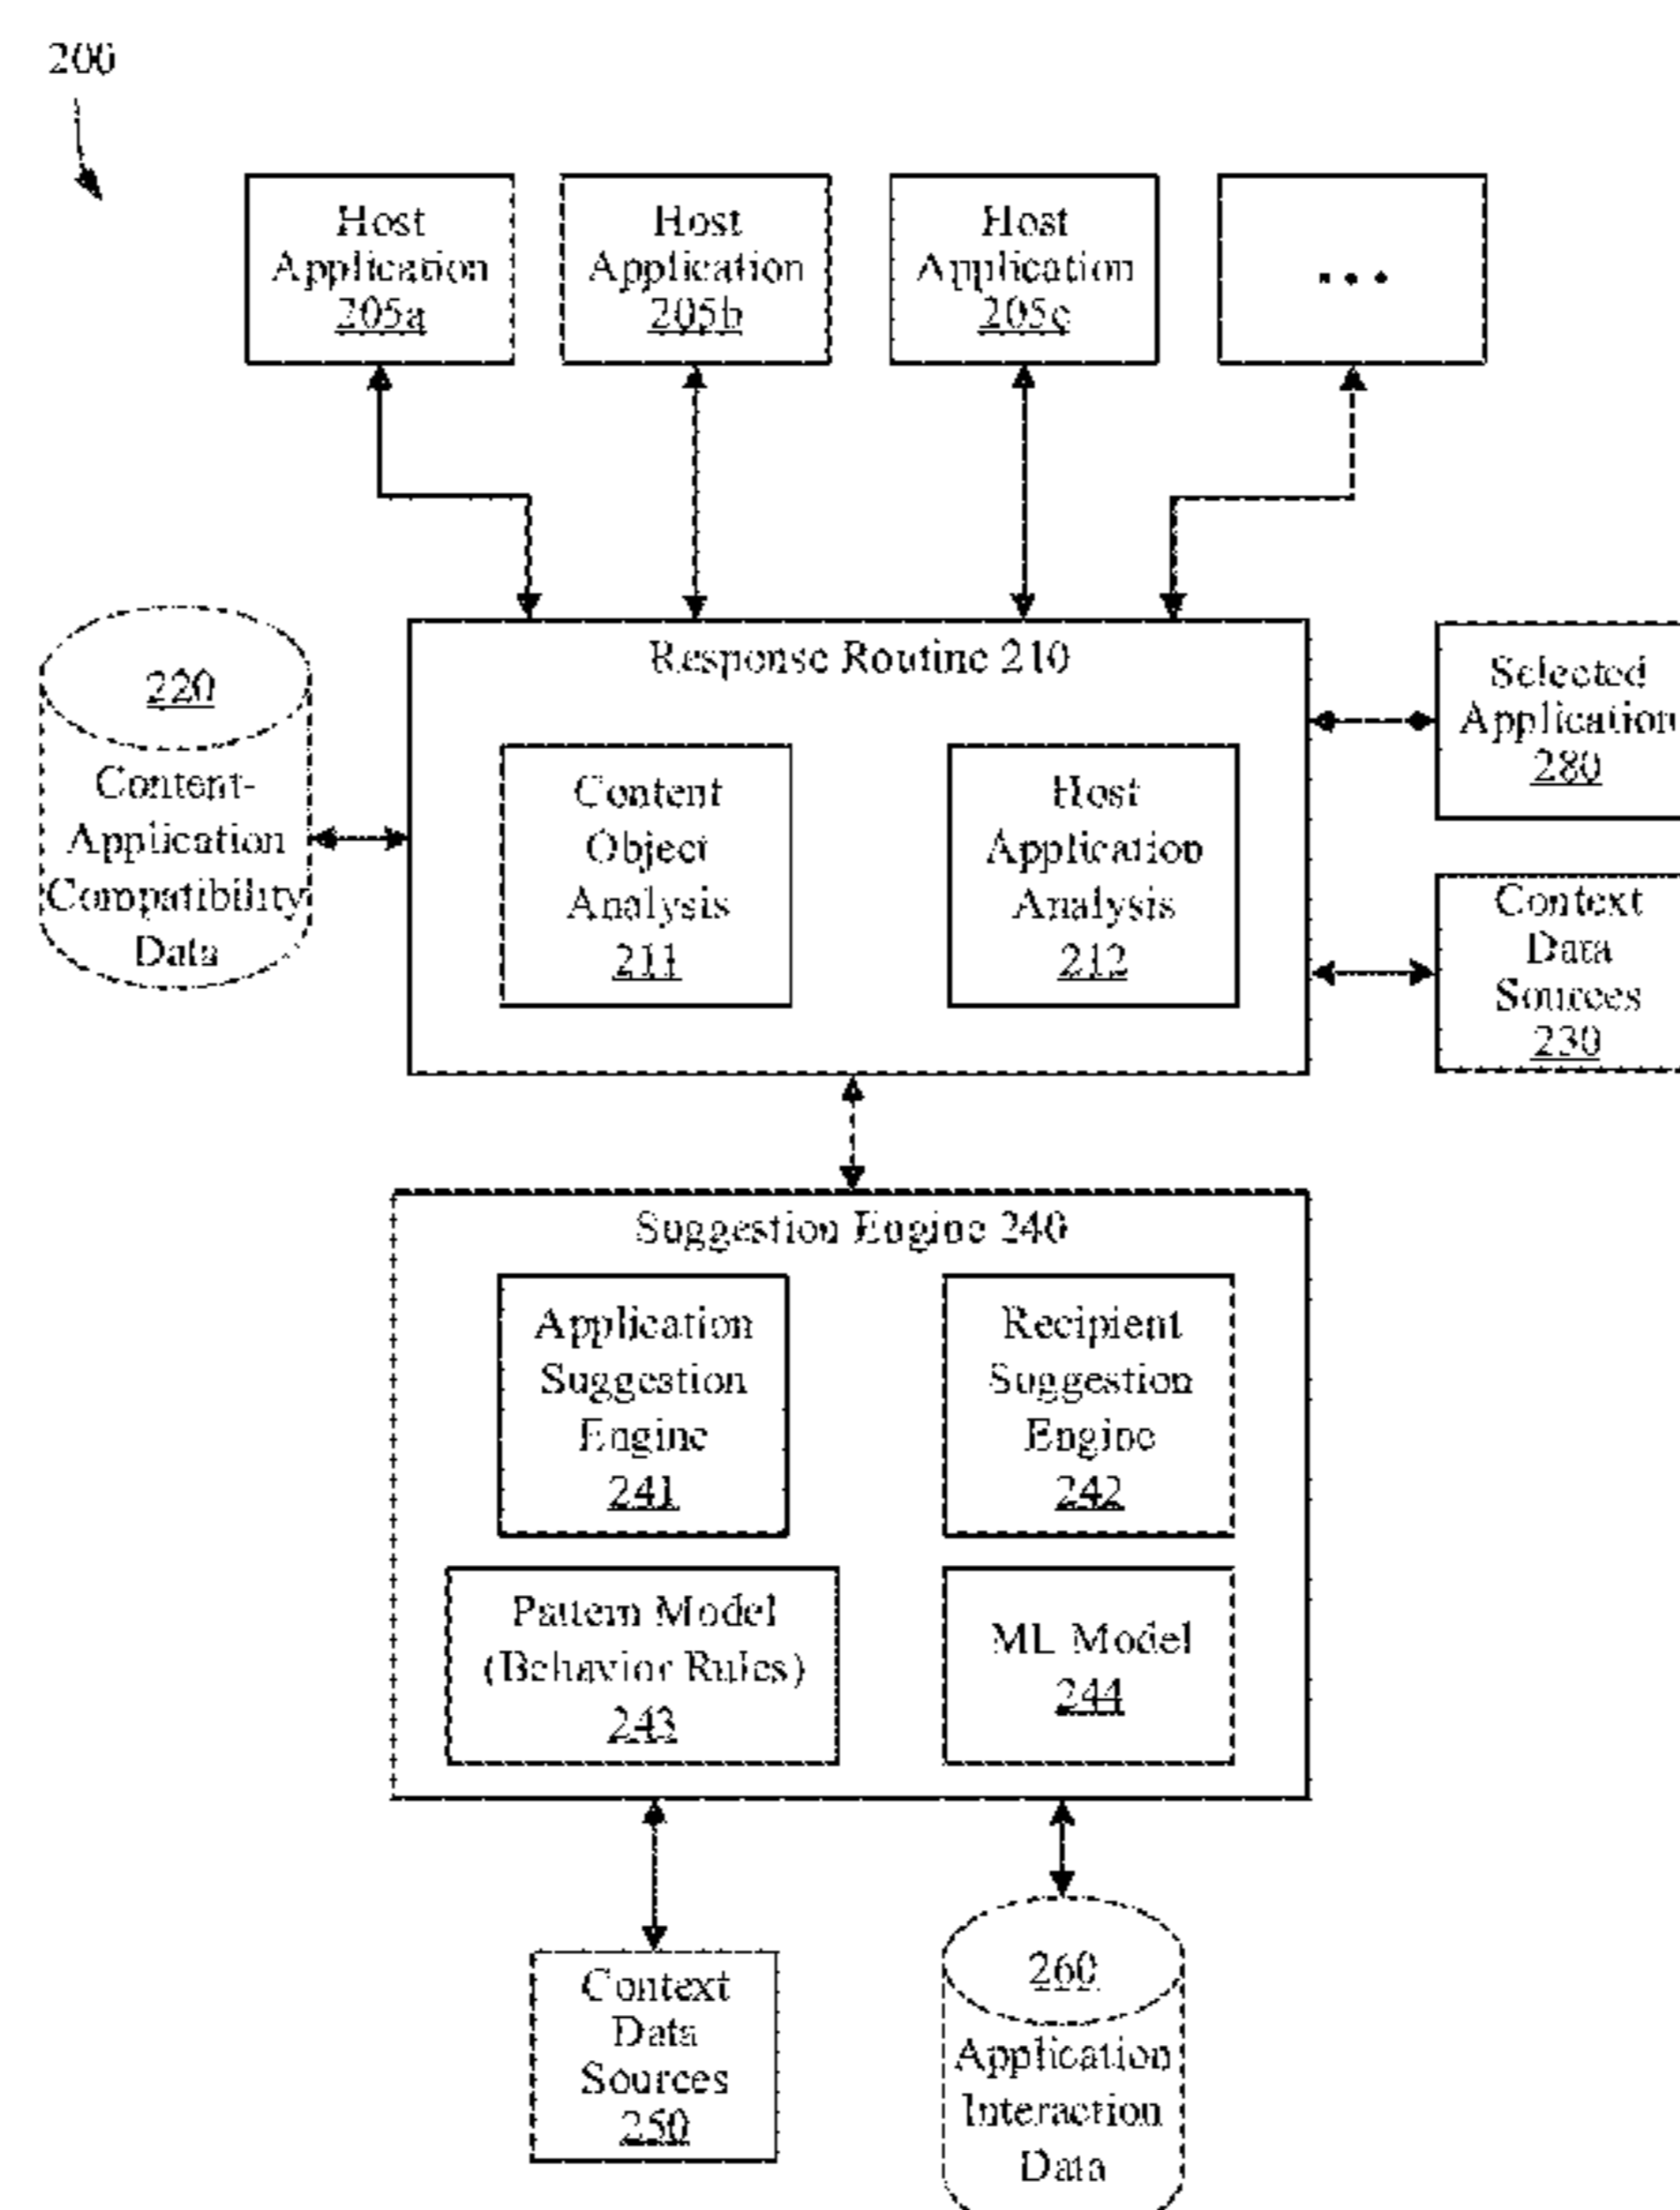 200
Host
Application
205a
Host
Application
205b
Host
Application
205c
...
Response Routine 210
220
Content-
Application
Compatibility
Data
Content
Object
Analysis
211
Host
Application
Analysis
212
Selected
Application
280
Context
Data
Sources
230
Suggestion Engine 240
Application
Suggestion
Engine
241
Recipient
Suggestion
Engine
242
Pattern Model
(Behavior Rules)
243
ML Model
244
Context
Data
Sources
250
260
Application
Interaction
Data